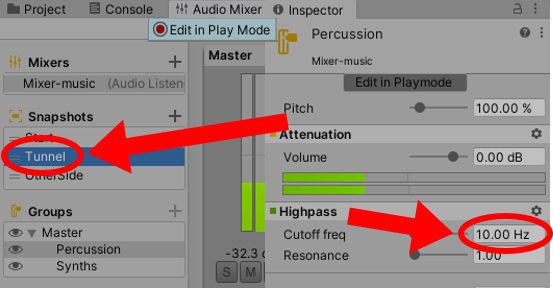 Project
Console
Audio Mixer
Inspector
Edit in Play Mode
Mixers
Mixer-music (Audio Listen
Snapshots
Start
Tunnel
OtherSide
Groups
Master
Percussion
Synths
Master
-32.3
S M
Percussion
Mixer-music
Edit in Playmode
Pitch 100.00 %
Attenuation
Volume 0.00 dB
Highpass
Cutoff freq 10.00 Hz
Resonance 1.00